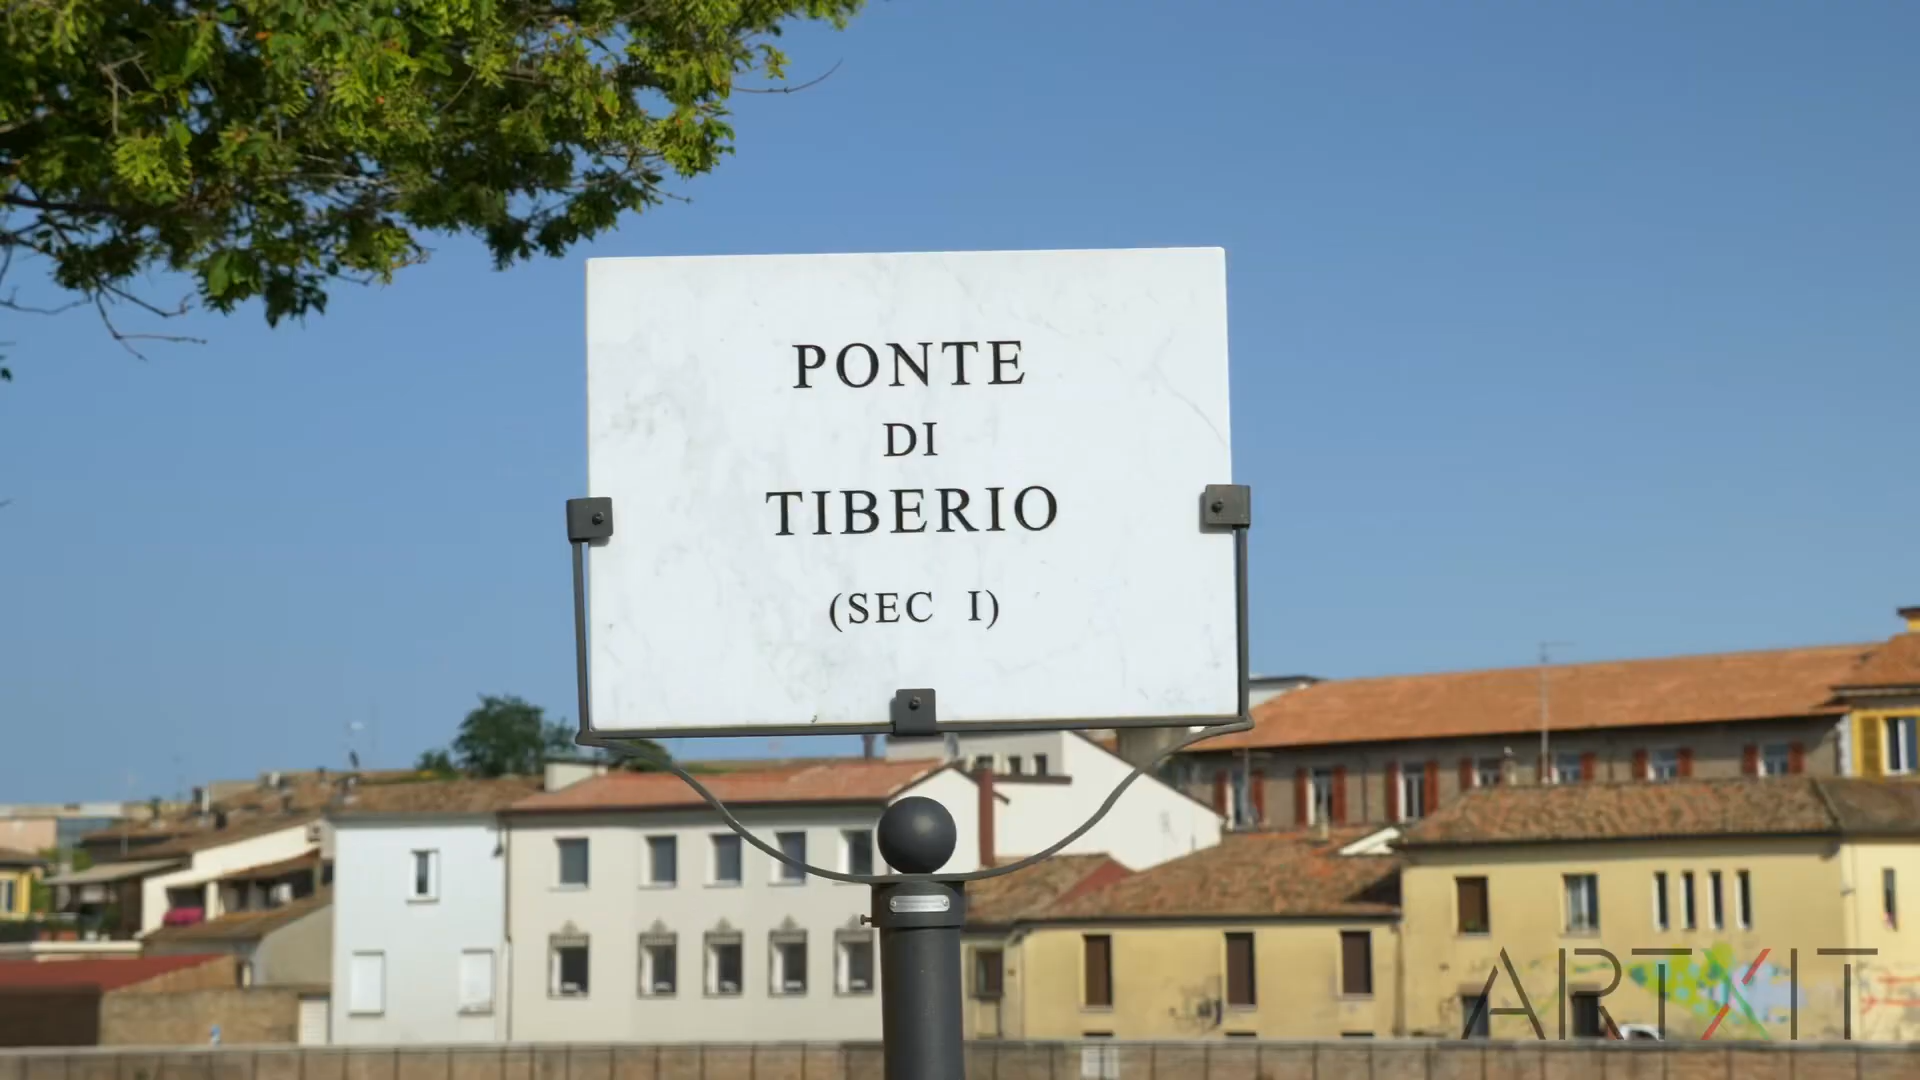 PONTE
DI
TIBERIO
(SEC I)
ARTXIT